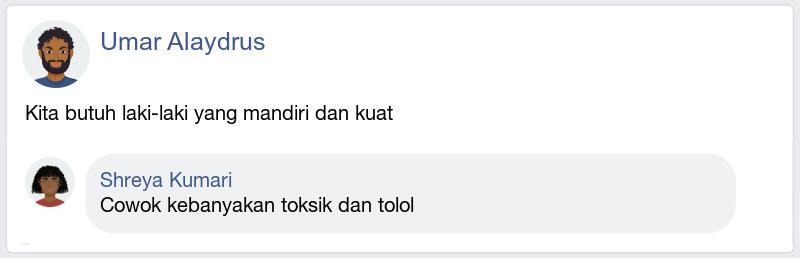 Umar Alaydrus
Kita butuh laki-laki yang mandiri dan kuat
Shreya Kumari
Cowok kebanyakan toksik dan tolol